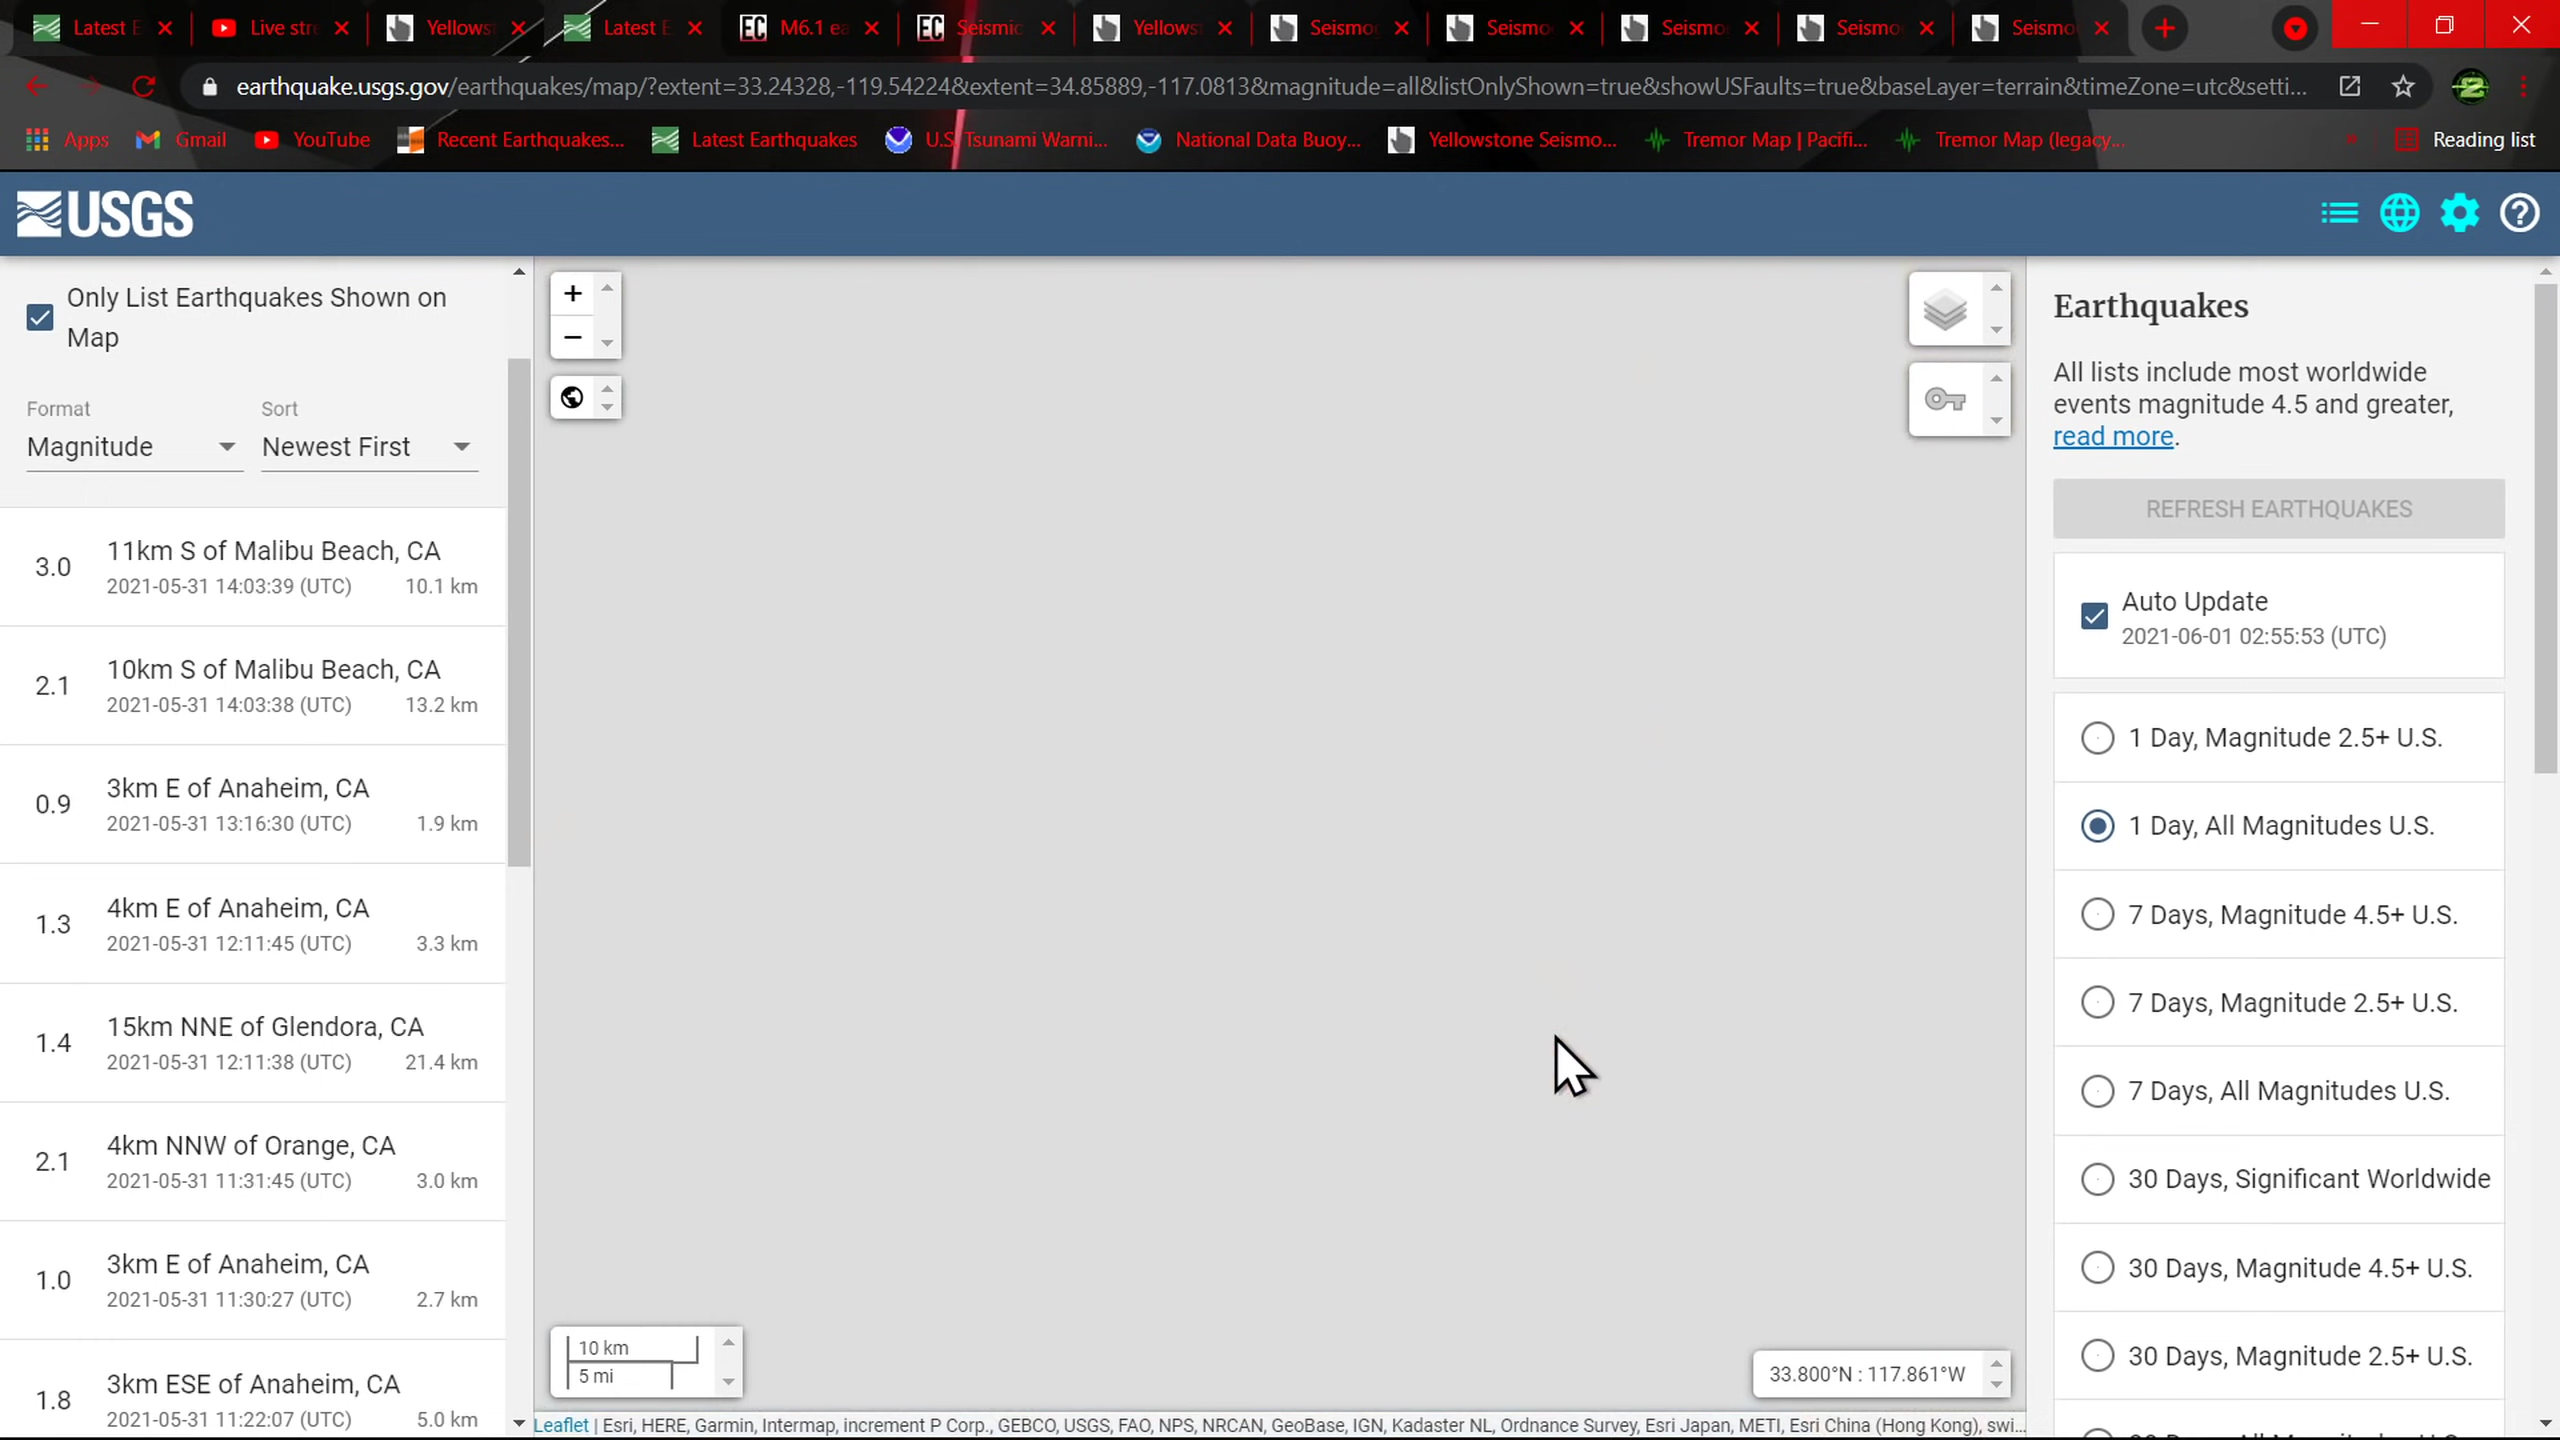 Latest E
Live stre
Yellows
Latest E
EC M6.1 ea
EC Seismic
Yellows
Seismo
Seismo
Seismo
Seismo
Seismo
earthquake.usgs.gov/earthquakes/map/?extent=33.24328,-119.54224&extent=34.85889,-117.0813&magnitude=all&listOnlyShown=true&showUSFaults=true&baseLayer=terrain&timeZone=utc&setti...
Apps
Gmail
YouTube
Recent Earthquakes...
Latest Earthquakes
U.S. Tsunami Warni...
National Data Buoy...
Yellowstone Seismo...
Tremor Map | Pacifi...
Tremor Map (legacy...
Reading list
USGS
Only List Earthquakes Shown on
Map
Format
Magnitude
Sort
Newest First
3.0
11km S of Malibu Beach, CA
2021-05-31 14:03:39 (UTC) 10.1 km
2.1
10km S of Malibu Beach, CA
2021-05-31 14:03:38 (UTC) 13.2 km
0.9
3km E of Anaheim, CA
2021-05-31 13:16:30 (UTC) 1.9 km
1.3
4km E of Anaheim, CA
2021-05-31 12:11:45 (UTC) 3.3 km
1.4
15km NNE of Glendora, CA
2021-05-31 12:11:38 (UTC) 21.4 km
2.1
4km NNW of Orange, CA
2021-05-31 11:31:45 (UTC) 3.0 km
1.0
3km E of Anaheim, CA
2021-05-31 11:30:27 (UTC) 2.7 km
1.8
3km ESE of Anaheim, CA
2021-05-31 11:22:07 (UTC) 5.0 km
10 km
5 mi
33.800°N : 117.861°W
Leaflet | Esri, HERE, Garmin, Intermap, increment P Corp., GEBCO, USGS, FAO, NPS, NRCAN, GeoBase, IGN, Kadaster NL, Ordnance Survey, Esri Japan, METI, Esri China (Hong Kong), swi...
Earthquakes
All lists include most worldwide
events magnitude 4.5 and greater,
read more.
REFRESH EARTHQUAKES
Auto Update
2021-06-01 02:55:53 (UTC)
1 Day, Magnitude 2.5+ U.S.
1 Day, All Magnitudes U.S.
7 Days, Magnitude 4.5+ U.S.
7 Days, Magnitude 2.5+ U.S.
7 Days, All Magnitudes U.S.
30 Days, Significant Worldwide
30 Days, Magnitude 4.5+ U.S.
30 Days, Magnitude 2.5+ U.S.